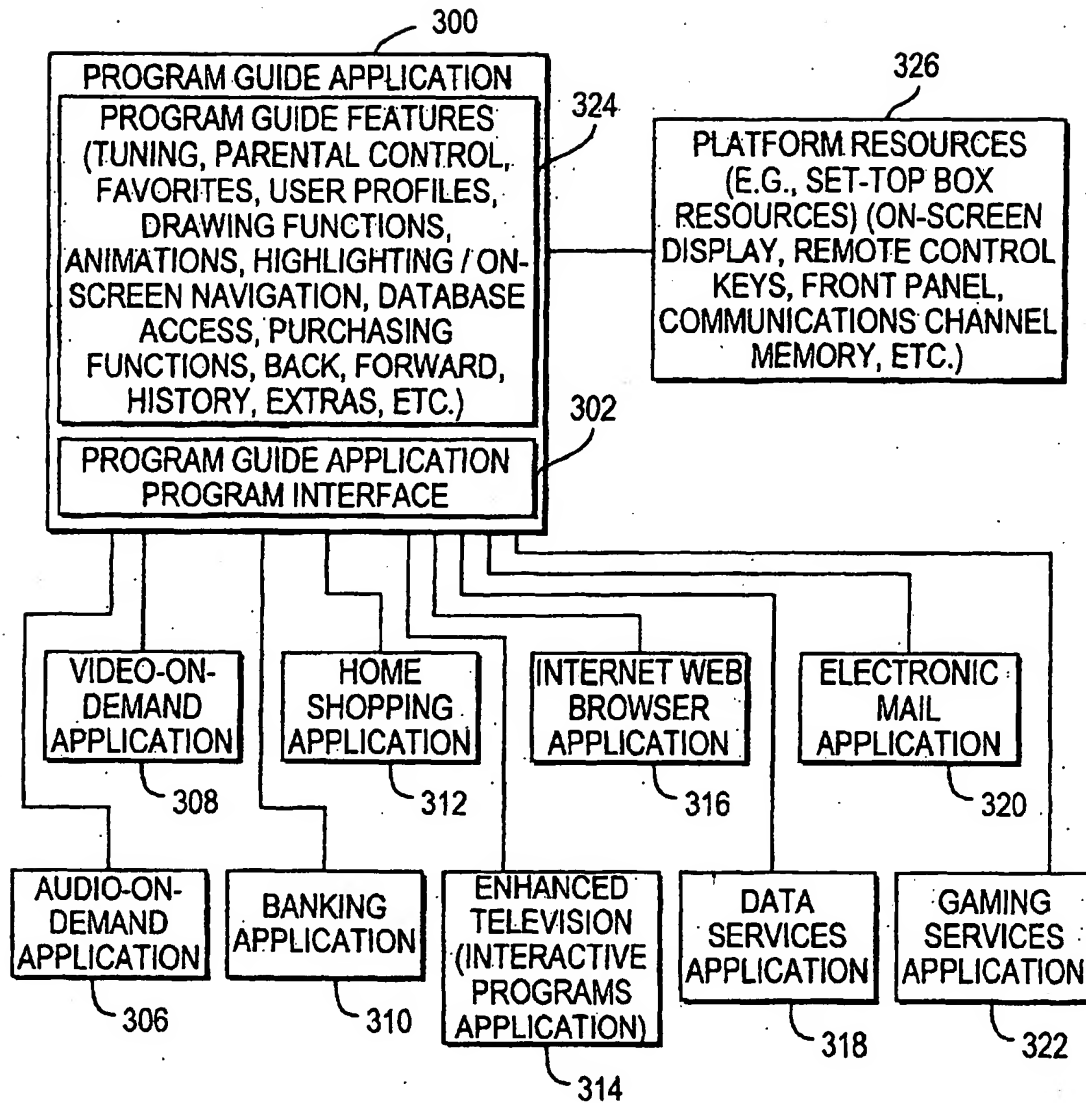 300
PROGRAM GUIDE APPLICATION
PROGRAM GUIDE FEATURES
(TUNING, PARENTAL CONTROL,
FAVORITES, USER PROFILES,
DRAWING FUNCTIONS,
ANIMATIONS, HIGHLIGHTING / ON-
SCREEN NAVIGATION, DATABASE
ACCESS, PURCHASING
FUNCTIONS, BACK, FORWARD,
HISTORY, EXTRAS, ETC.)
324
PROGRAM GUIDE APPLICATION
PROGRAM INTERFACE
302
326
PLATFORM RESOURCES
(E.G., SET-TOP BOX
RESOURCES) (ON-SCREEN
DISPLAY, REMOTE CONTROL
KEYS, FRONT PANEL,
COMMUNICATIONS CHANNEL
MEMORY, ETC.)
VIDEO-ON-
DEMAND
APPLICATION
308
HOME
SHOPPING
APPLICATION
312
INTERNET WEB
BROWSER
APPLICATION
316
ELECTRONIC
MAIL
APPLICATION
320
AUDIO-ON-
DEMAND
APPLICATION
306
BANKING
APPLICATION
310
ENHANCED
TELEVISION
(INTERACTIVE
PROGRAMS
APPLICATION)
314
DATA
SERVICES
APPLICATION
318
GAMING
SERVICES
APPLICATION
322